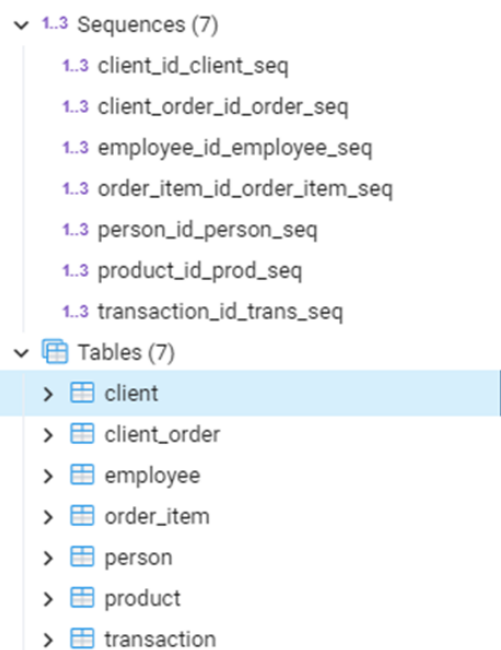 1..3 Sequences (7)
1..3 client_id_client_seq
1..3 client_order_id_order_seq
1..3 employee_id_employee_seq
1..3 order_item_id_order_item_seq
1..3 person_id_person_seq
1..3 product_id_prod_seq
1..3 transaction_id_trans_seq
Tables (7)
client
client_order
employee
order_item
person
product
transaction